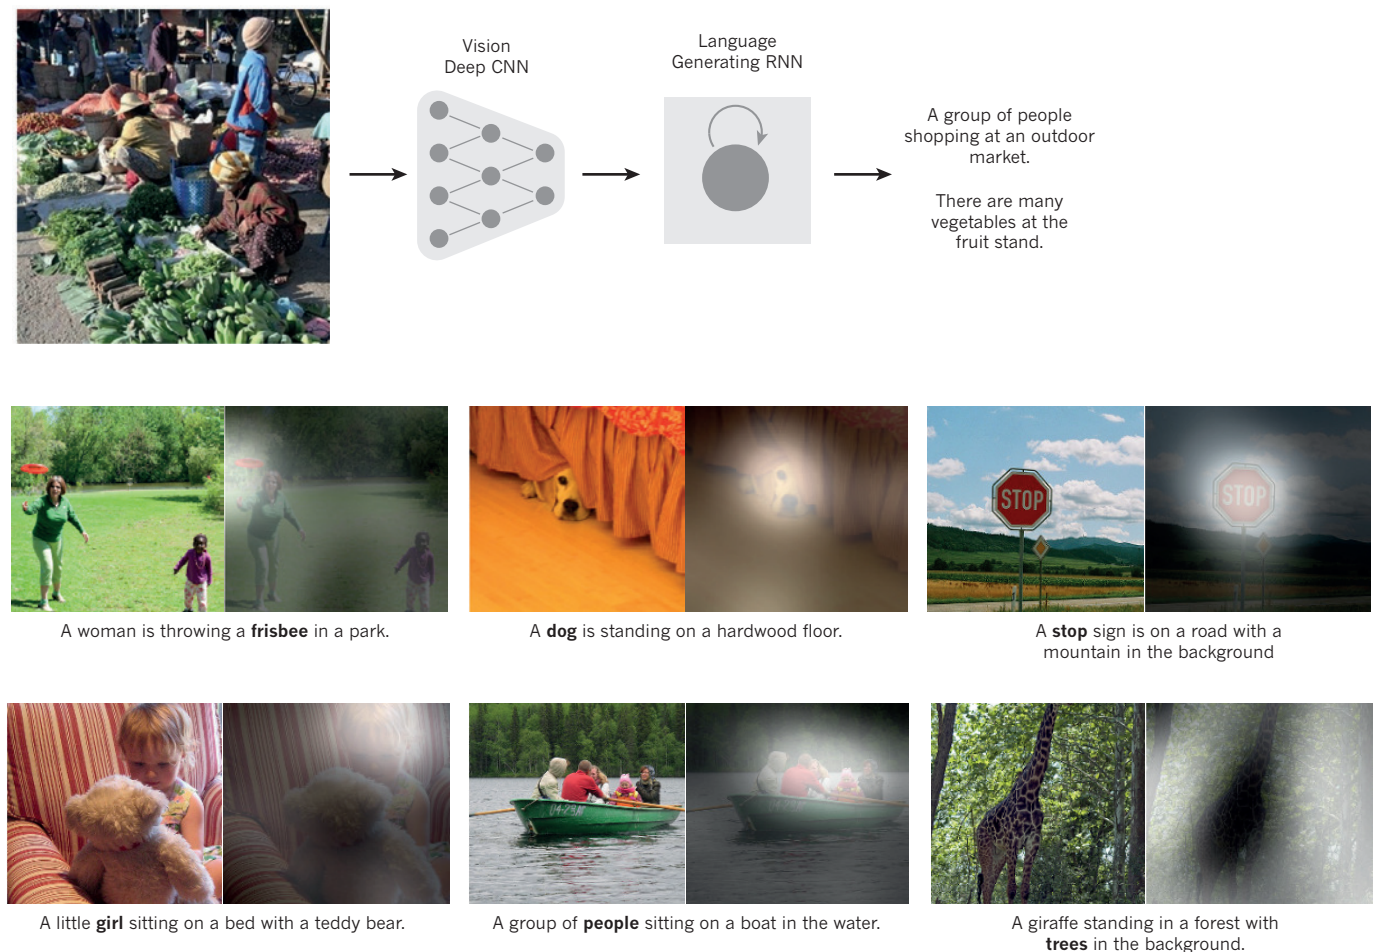 Vision
Deep CNN
Language
Generating RNN
A group of people
shopping at an outdoor
market.
There are many
vegetables at the
fruit stand.
STOP
STOP
A woman is throwing a frisbee in a park.
A dog is standing on a hardwood floor.
A stop sign is on a road with a
mountain in the background
A little girl sitting on a bed with a teddy bear.
A group of people sitting on a boat in the water.
A giraffe standing in a forest with
trees in the background.